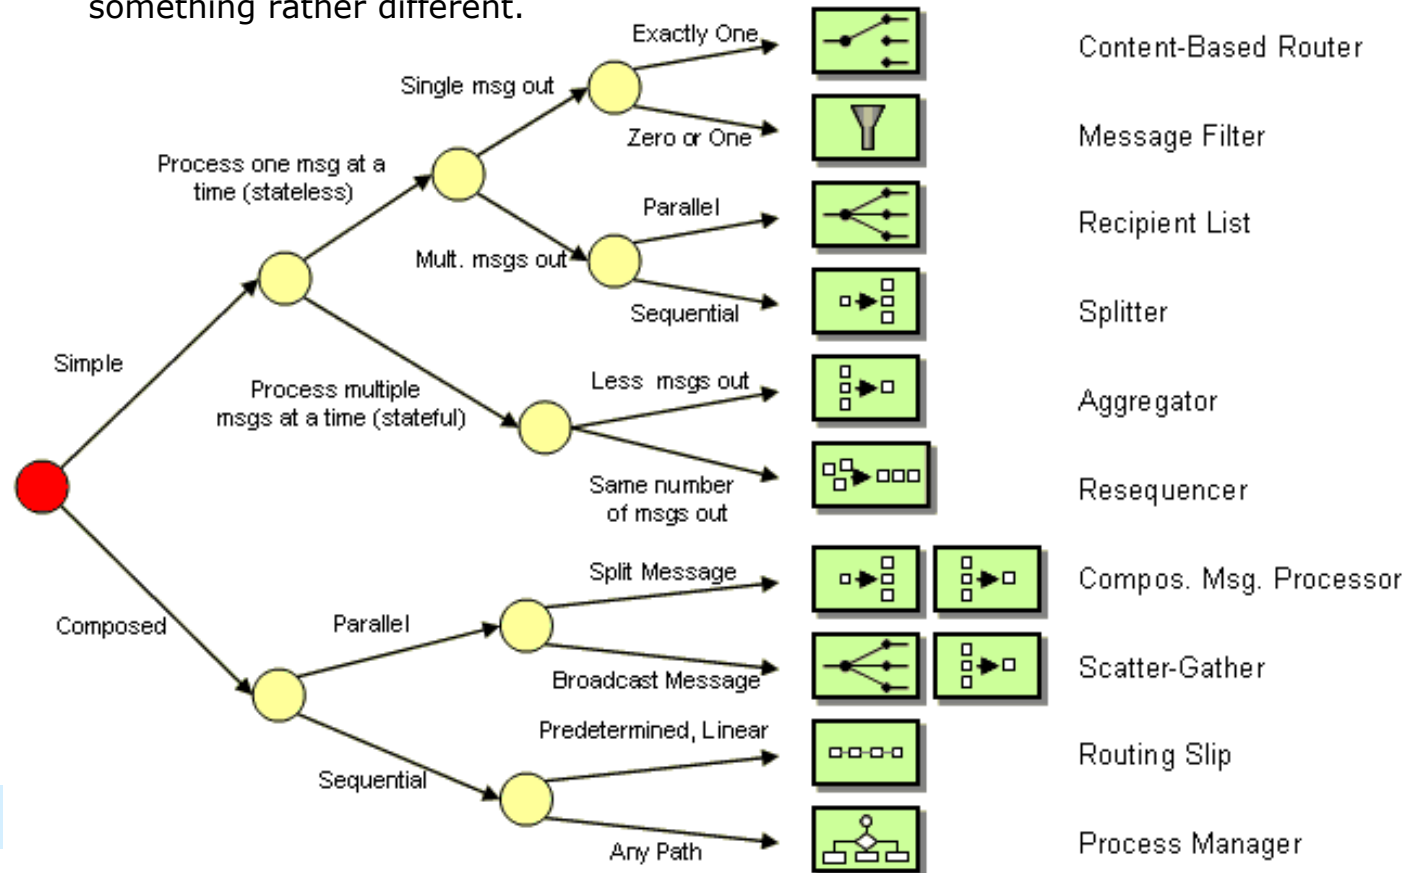 something rather different.
Exactly One
Content-Based Router
Single msg out
Zero or One
Message Filter
Process one msg at a
time (stateless)
Parallel
Recipient List
Mult. msgs out
Sequential
Splitter
Simple
Process multiple
msgs at a time (stateful)
Less msgs out
Aggregator
Same number
of msgs out
Resequencer
Split Message
Compos. Msg. Processor
Composed
Parallel
Broadcast Message
Scatter-Gather
Predetermined, Linear
Routing Slip
Sequential
Any Path
Process Manager